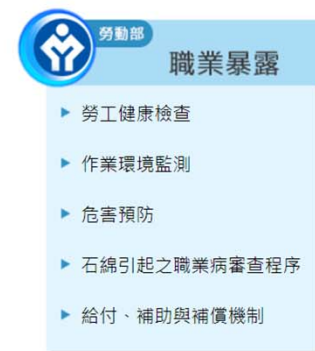 勞動部
職業暴露
勞工健康檢查
作業環境監測
危害預防
石綿引起之職業病審查程序
給付、補助與補償機制